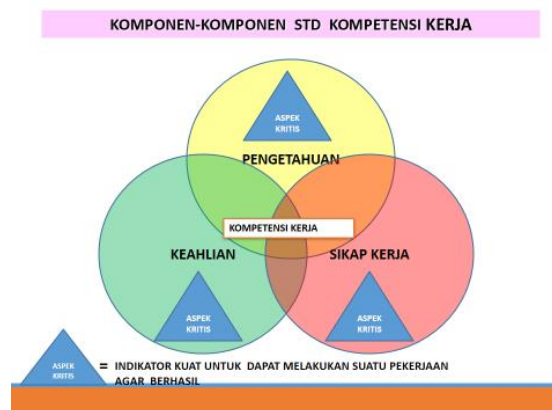 KOMPONEN-KOMPONEN STD KOMPETENSI KERJA
ASPEK
KRITIS
PENGETAHUAN
KOMPETENSI KERJA
KEAHLIAN
SIKAP KERJA
ASPEK
KRITIS
ASPEK
KRITIS
ASPEK
KRITIS
= INDIKATOR KUAT UNTUK DAPAT MELAKUKAN SUATU PEKERJAAN
AGAR BERHASIL